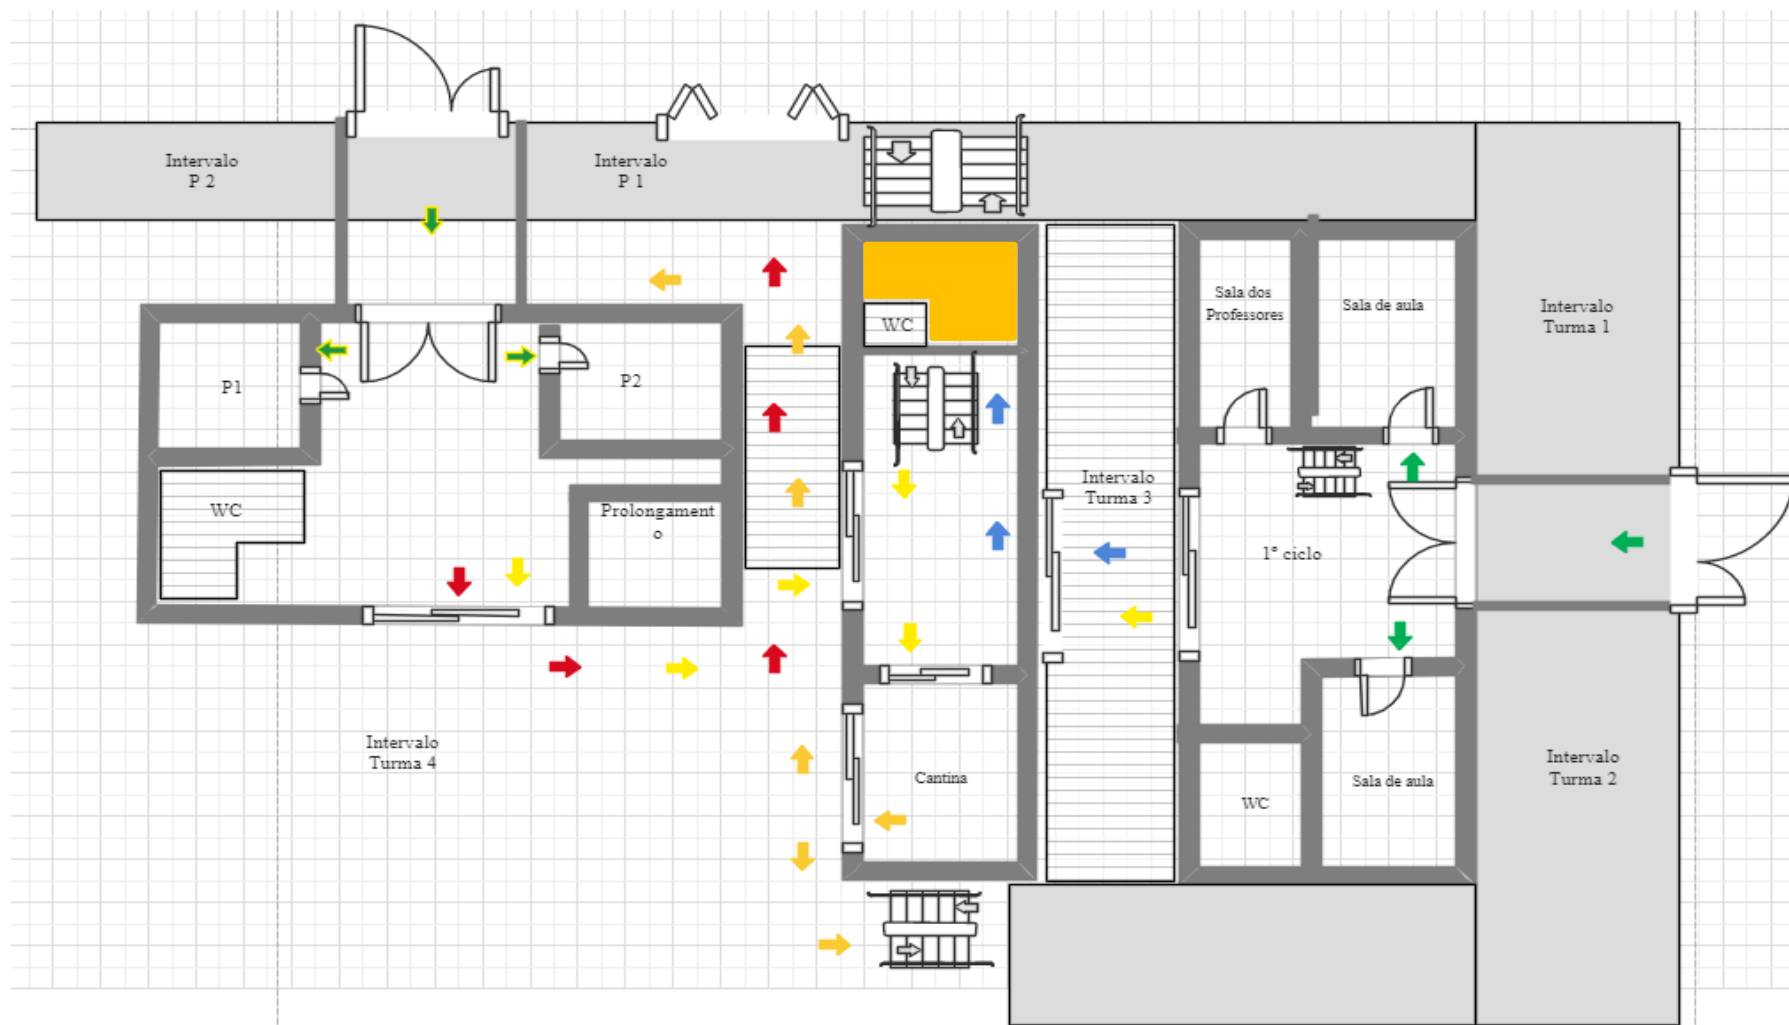 Intervalo
P 2
Intervalo
P 1
WC
Sala dos
Professores
Sala de aula
Intervalo
Turma 1
P1
P2
WC
Prolongament
o
Intervalo
Turma 3
1º ciclo
Intervalo
Turma 4
Cantina
WC
Sala de aula
Intervalo
Turma 2